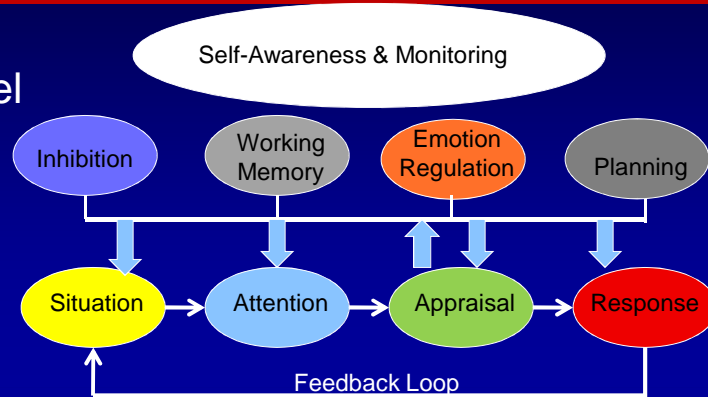 Self-Awareness & Monitoring
el
Inhibition
Working
Memory
Emotion
Regulation
Planning
Situation
Attention
Appraisal
Response
Feedback Loop